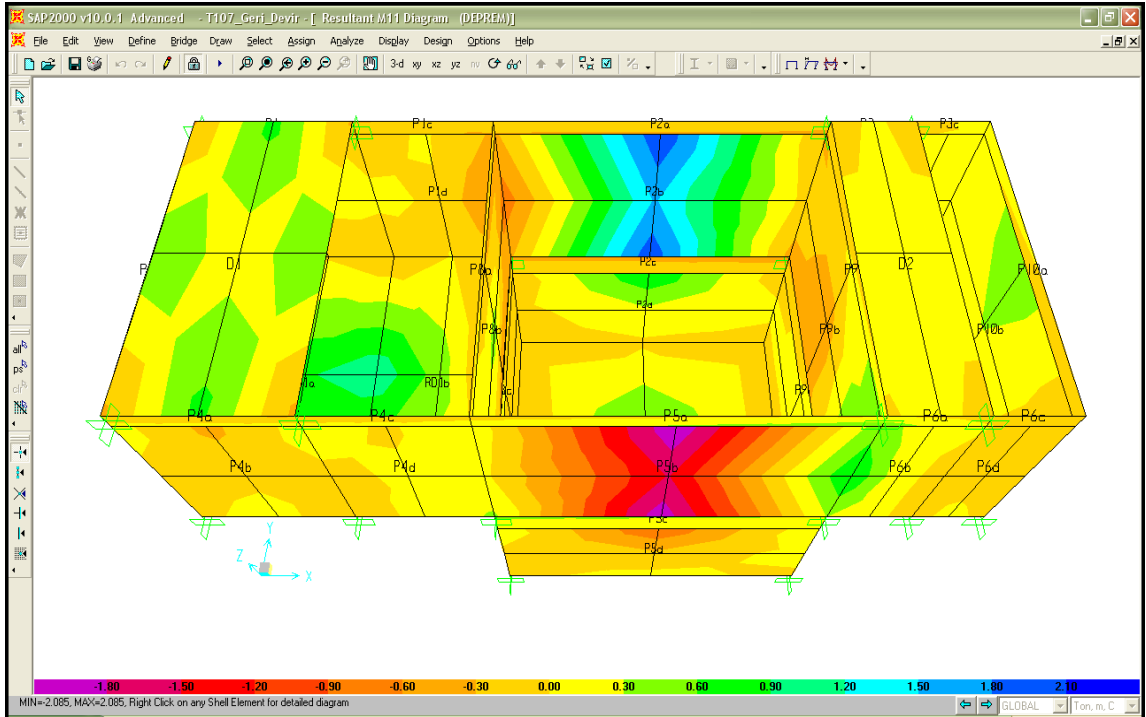 SAP2000 v10.0.1 Advanced - T107_Geri_Devir - [ Resultant M11 Diagram (DEPREM)]
File Edit View Define Bridge Draw Select Assign Analyze Display Design Options Help
3-d xy xz yz nv
P1c P2a P3c
P1d P2b
D1 P8a P2c P9 D2 P10a
P2d
P8b P9b P10b
RD1b
P4a P4c P5a P6a P6c
P4b P4d P5b P6b P6d
P5d
Y
Z
X
all
ps
clr
-1.80 -1.50 -1.20 -0.90 -0.60 -0.30 0.00 0.30 0.60 0.90 1.20 1.50 1.80 2.10
MIN=-2.085, MAX=2.085, Right Click on any Shell Element for detailed diagram
GLOBAL Ton, m, C